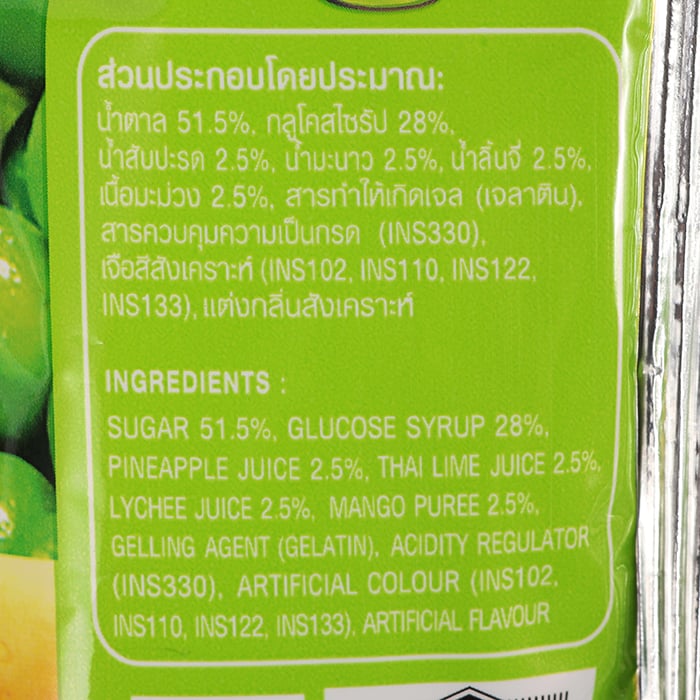 ส่วนประกอบโดยประมาณ:
น้ำตาล 51.5%, กลูโคสไซรัป 28%,
น้ำสับปะรด 2.5%, น้ำมะนาว 2.5%, น้ำลิ้นจี่ 2.5%,
เนื้อมะม่วง 2.5%, สารทำให้เกิดเจล (เจลาติน),
สารควบคุมความเป็นกรด (INS330),
เจือสีสังเคราะห์ (INS102, INS110, INS122,
INS133), แต่งกลิ่นสังเคราะห์
INGREDIENTS :
SUGAR 51.5%, GLUCOSE SYRUP 28%,
PINEAPPLE JUICE 2.5%, THAI LIME JUICE 2.5%,
LYCHEE JUICE 2.5%, MANGO PUREE 2.5%,
GELLING AGENT (GELATIN), ACIDITY REGULATOR
(INS330), ARTIFICIAL COLOUR (INS102,
INS110, INS122, INS133), ARTIFICIAL FLAVOUR